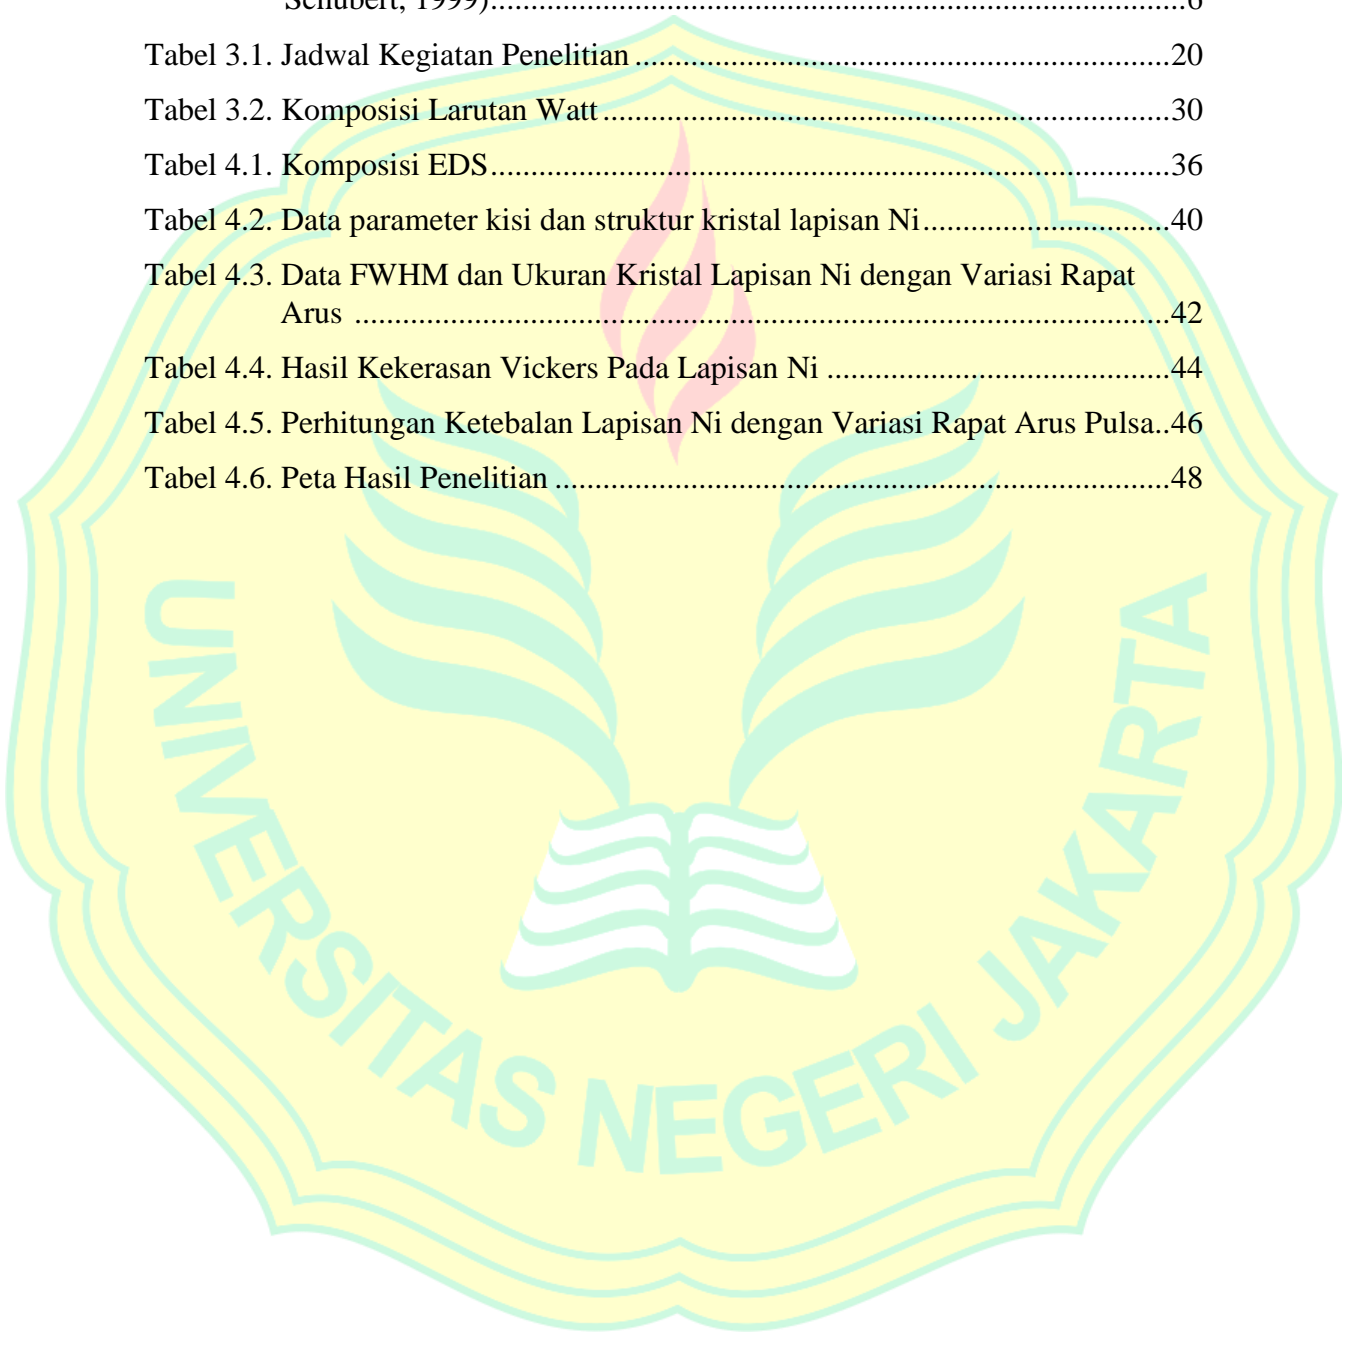 Schubert, 1999)....................................................................................6
Tabel 3.1. Jadwal Kegiatan Penelitian ...................................................................20
Tabel 3.2. Komposisi Larutan Watt.......................................................................30
Tabel 4.1. Komposisi EDS.....................................................................................36
Tabel 4.2. Data parameter kisi dan struktur kristal lapisan Ni...............................40
Tabel 4.3. Data FWHM dan Ukuran Kristal Lapisan Ni dengan Variasi Rapat
Arus ....................................................................................................42
Tabel 4.4. Hasil Kekerasan Vickers Pada Lapisan Ni ...........................................44
Tabel 4.5. Perhitungan Ketebalan Lapisan Ni dengan Variasi Rapat Arus Pulsa..46
Tabel 4.6. Peta Hasil Penelitian .............................................................................48
UNIVERSITAS NEGERI JAKARTA